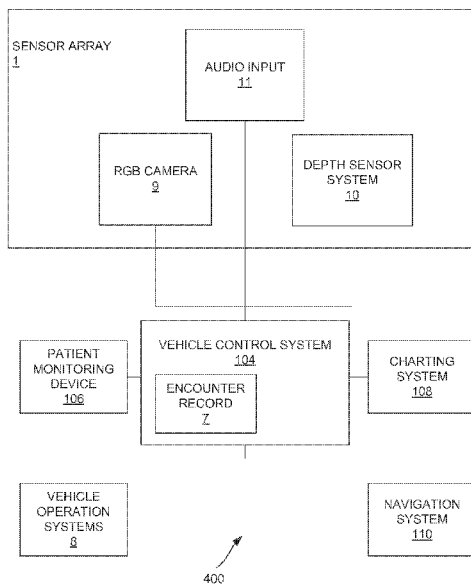 SENSOR ARRAY
1
AUDIO INPUT
11
RGB CAMERA
9
DEPTH SENSOR
SYSTEM
10
VEHICLE CONTROL SYSTEM
104
ENCOUNTER
RECORD
7
PATIENT
MONITORING
DEVICE
106
CHARTING
SYSTEM
108
VEHICLE
OPERATION
SYSTEMS
8
NAVIGATION
SYSTEM
110
400